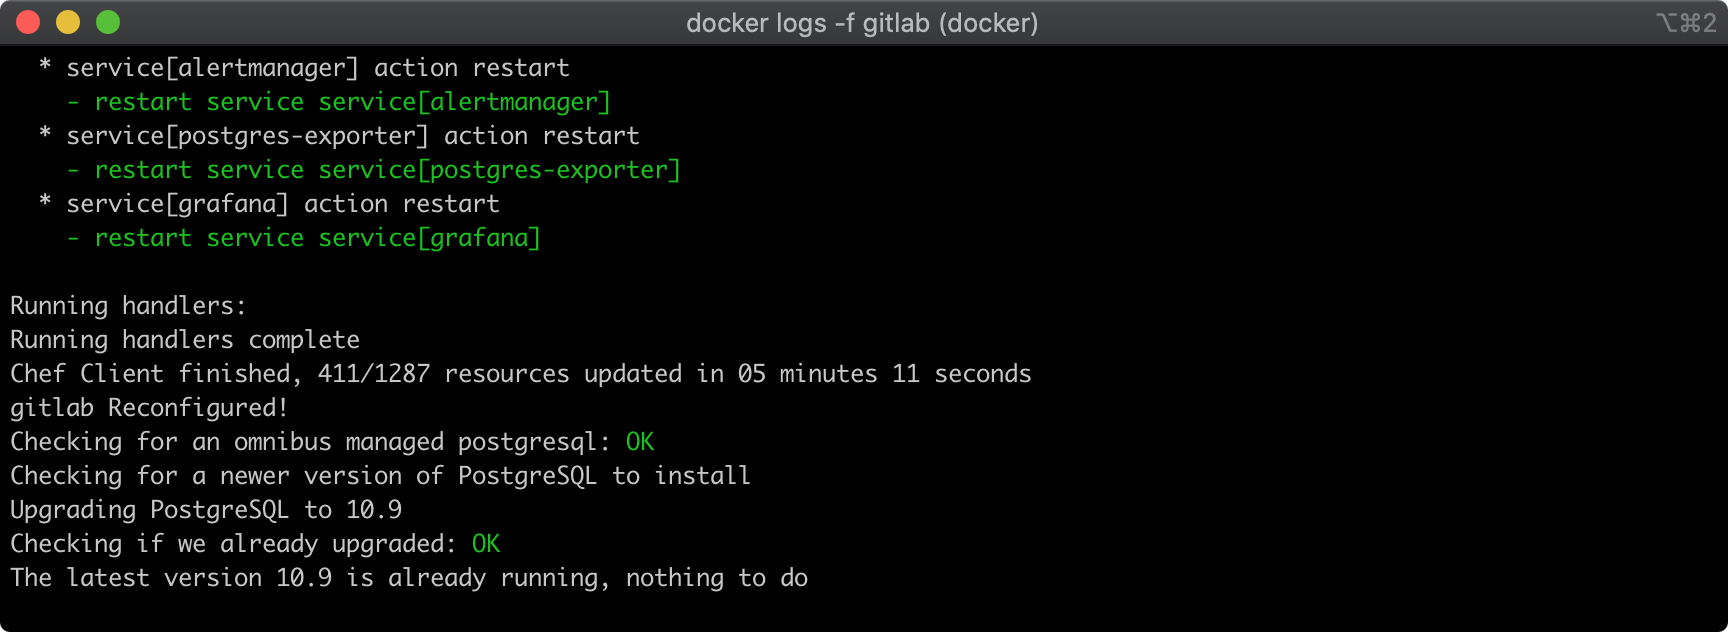 docker logs -f gitlab (docker)
⌥⌘2
* service[alertmanager] action restart
- restart service service[alertmanager]
* service[postgres-exporter] action restart
- restart service service[postgres-exporter]
* service[grafana] action restart
- restart service service[grafana]
Running handlers:
Running handlers complete
Chef Client finished, 411/1287 resources updated in 05 minutes 11 seconds
gitlab Reconfigured!
Checking for an omnibus managed postgresql: OK
Checking for a newer version of PostgreSQL to install
Upgrading PostgreSQL to 10.9
Checking if we already upgraded: OK
The latest version 10.9 is already running, nothing to do